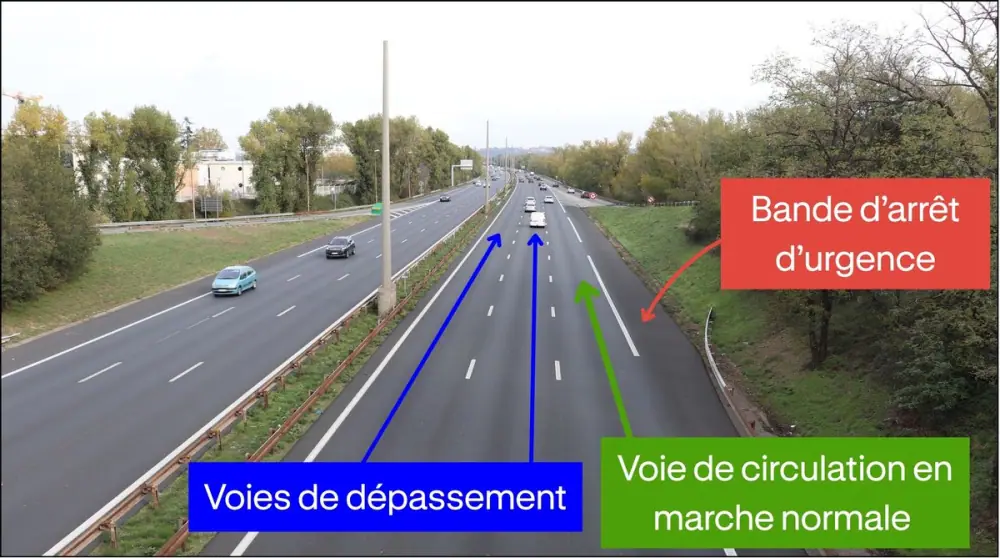 Bande d'arrêt
d'urgence
Voie de circulation en
marche normale
Voies de dépassement